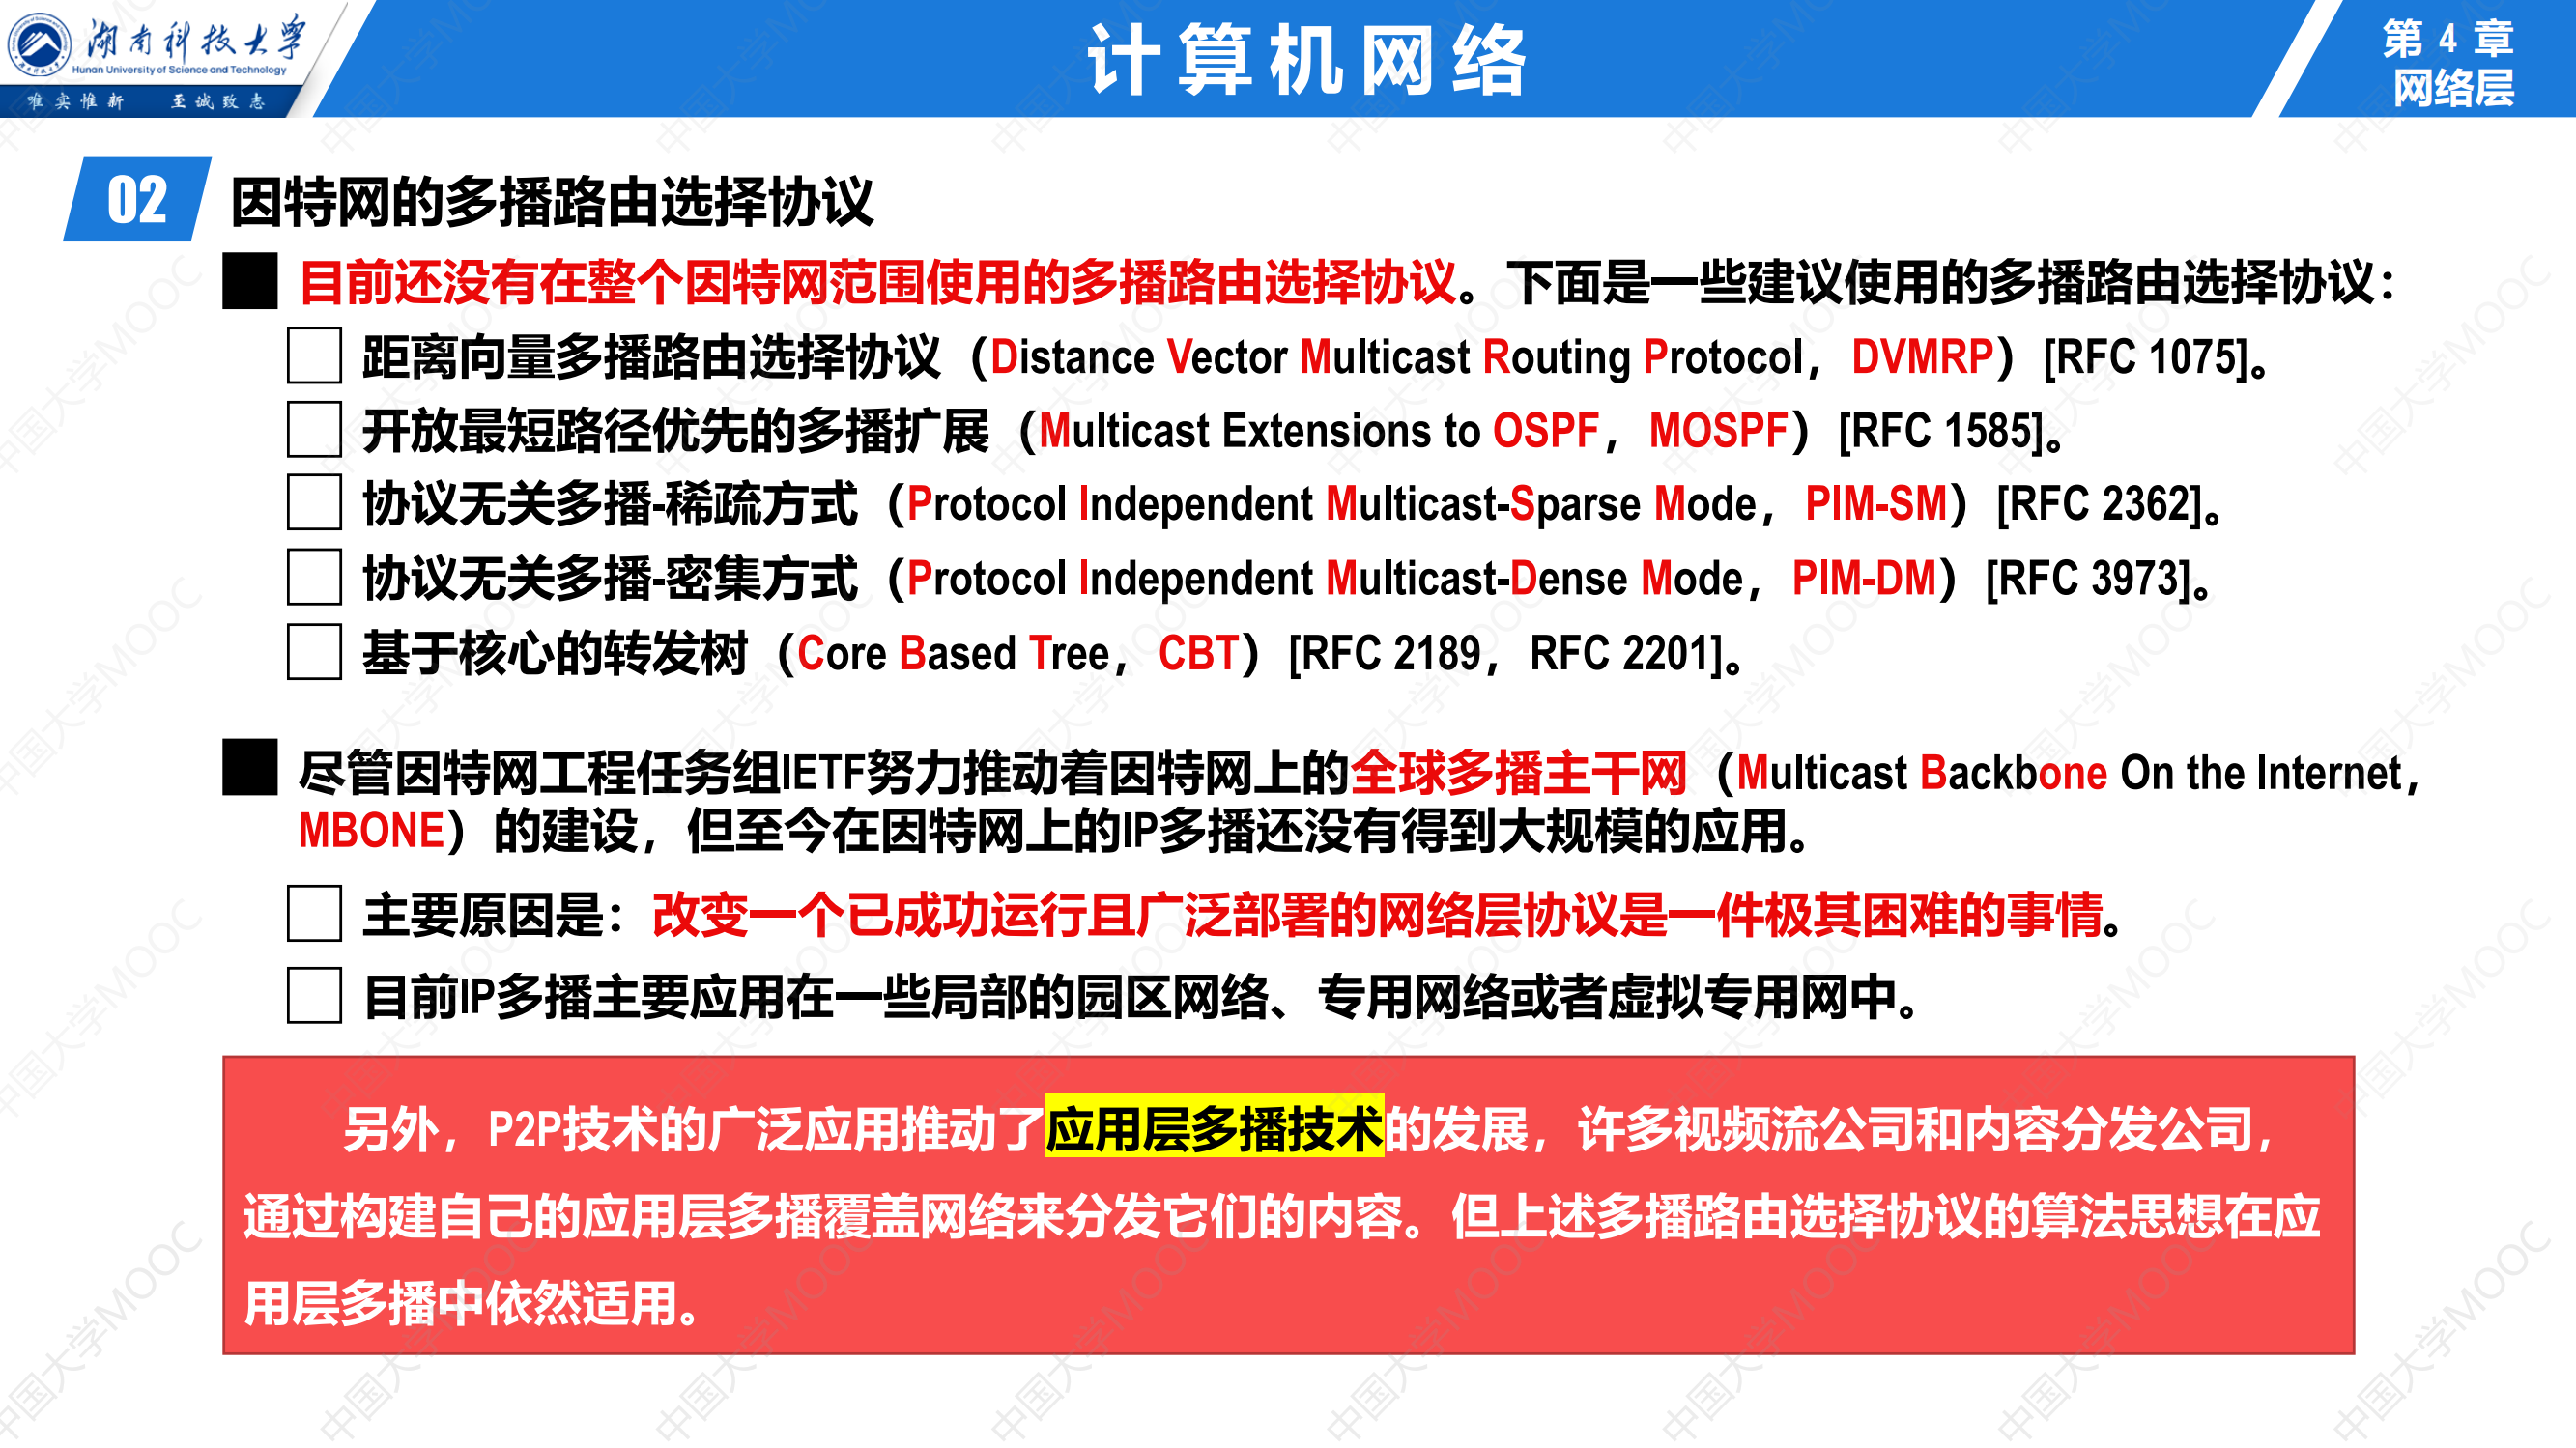 湖南科技大学
Hunan University of Science and Technology
唯实惟新 至诚致志
计算机网络
第 4 章
网络层
02 因特网的多播路由选择协议
目前还没有在整个因特网范围使用的多播路由选择协议。下面是一些建议使用的多播路由选择协议：
距离向量多播路由选择协议（Distance Vector Multicast Routing Protocol，DVMRP）[RFC 1075]。
开放最短路径优先的多播扩展（Multicast Extensions to OSPF，MOSPF）[RFC 1585]。
协议无关多播-稀疏方式（Protocol Independent Multicast-Sparse Mode，PIM-SM）[RFC 2362]。
协议无关多播-密集方式（Protocol Independent Multicast-Dense Mode，PIM-DM）[RFC 3973]。
基于核心的转发树（Core Based Tree，CBT）[RFC 2189，RFC 2201]。
尽管因特网工程任务组IETF努力推动着因特网上的全球多播主干网（Multicast Backbone On the Internet，
MBONE）的建设，但至今在因特网上的IP多播还没有得到大规模的应用。
主要原因是：改变一个已成功运行且广泛部署的网络层协议是一件极其困难的事情。
目前IP多播主要应用在一些局部的园区网络、专用网络或者虚拟专用网中。
另外，P2P技术的广泛应用推动了应用层多播技术的发展，许多视频流公司和内容分发公司，
通过构建自己的应用层多播覆盖网络来分发它们的内容。但上述多播路由选择协议的算法思想在应
用层多播中依然适用。
中国大学MOOC